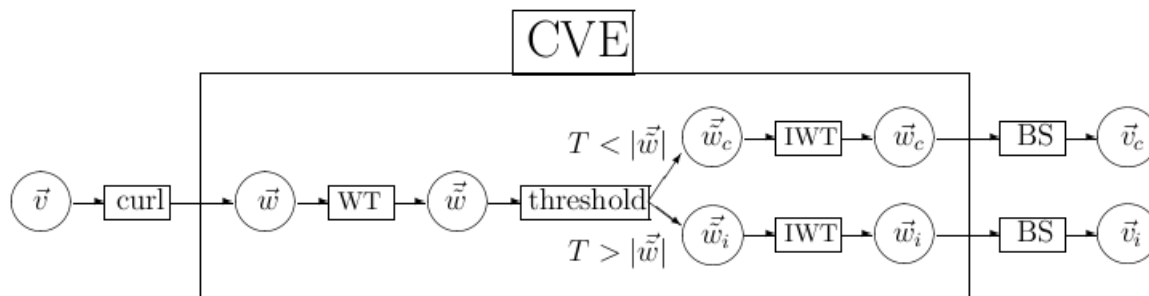 CVE
T < |w̃⃗| w̃⃗_c IWT w⃗_c BS v⃗_c
v⃗ curl w⃗ WT w̃⃗ threshold
T > |w̃⃗| w̃⃗_i IWT w⃗_i BS v⃗_i